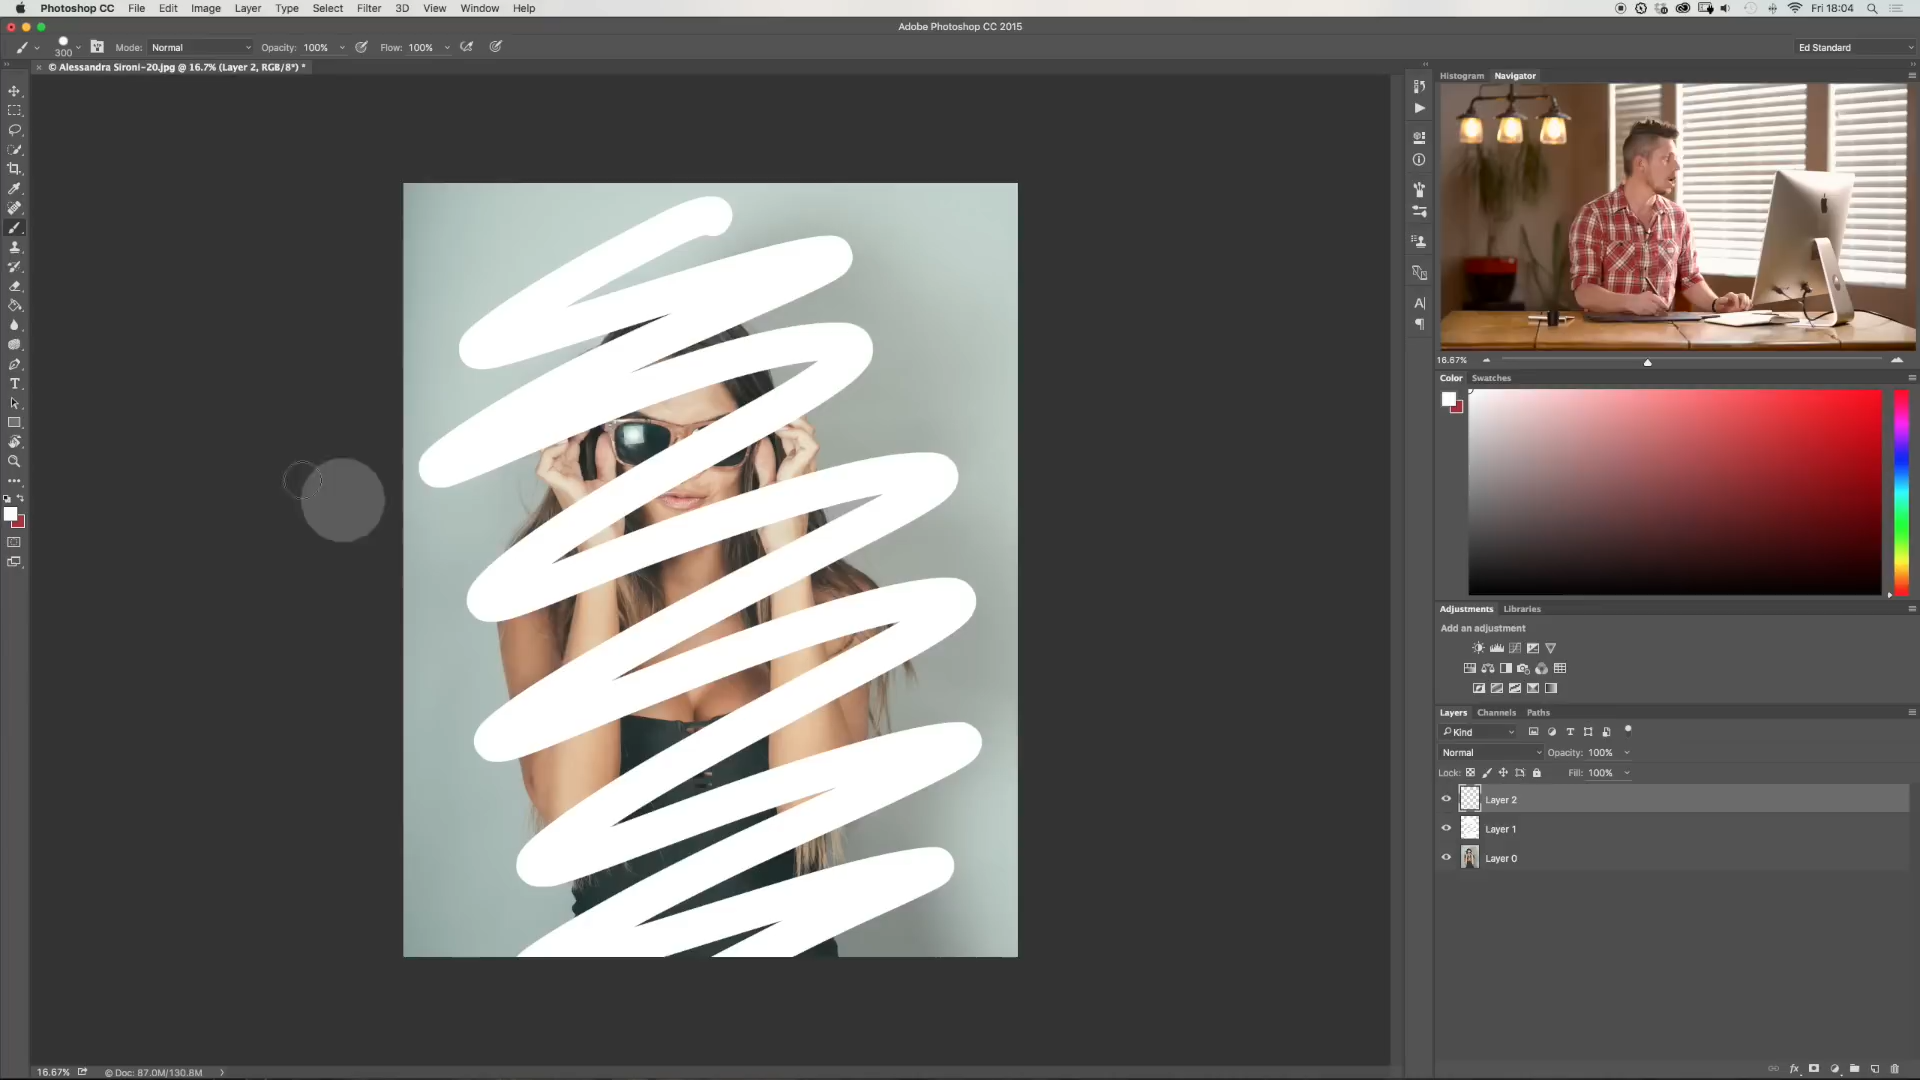 Photoshop CC File Edit Image Layer Type Select Filter 3D View Window Help Fri 18:04
Adobe Photoshop CC 2015
300 Mode: Normal Opacity: 100% Flow: 100% Ed Standard
© Alessandra Sironi-20.jpg @ 16.7% (Layer 2, RGB/8*) *
Histogram Navigator
16.67%
Color Swatches
Adjustments Libraries
Add an adjustment
Layers Channels Paths
Kind
Normal Opacity: 100%
Lock: Fill: 100%
Layer 2
Layer 1
Layer 0
16.67% © Doc: 87.0M/130.8M